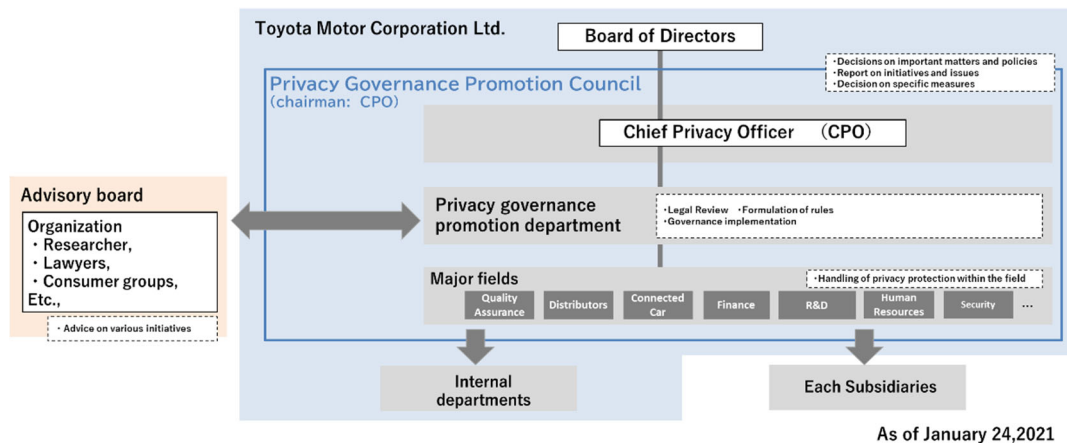 Toyota Motor Corporation Ltd.
Board of Directors
・Decisions on important matters and policies
・Report on initiatives and issues
・Decision on specific measures
Privacy Governance Promotion Council
(chairman: CPO)
Chief Privacy Officer (CPO)
Advisory board
Organization
・Researcher,
・Lawyers,
・Consumer groups,
Etc.,
・Advice on various initiatives
Privacy governance
promotion department
・Legal Review ・Formulation of rules
・Governance implementation
Major fields
・Handling of privacy protection within the field
Quality
Assurance
Distributors
Connected
Car
Finance
R&D
Human
Resources
Security
…
Internal
departments
Each Subsidiaries
As of January 24,2021